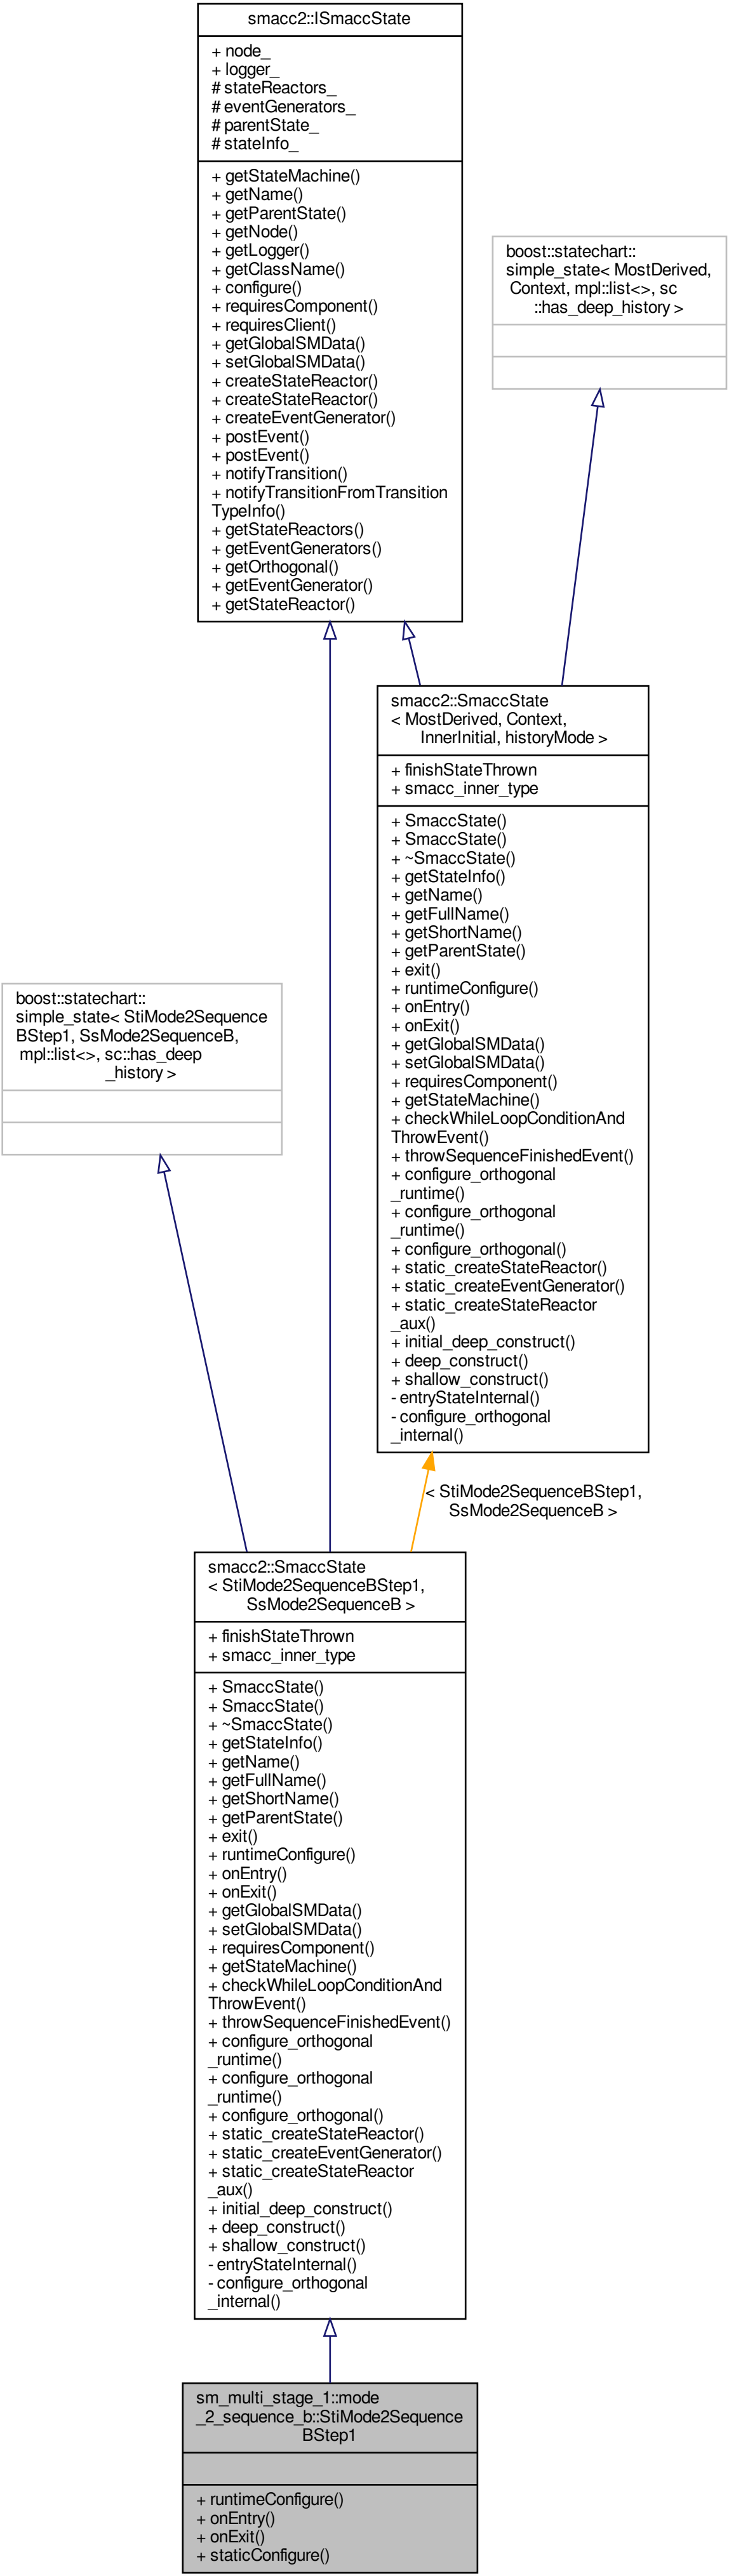 smacc2::ISmaccState
+ node_
+ logger_
# stateReactors_
# eventGenerators_
# parentState_
# stateInfo_
+ getStateMachine()
+ getName()
+ getParentState()
+ getNode()
+ getLogger()
+ getClassName()
+ configure()
+ requiresComponent()
+ requiresClient()
+ getGlobalSMData()
+ setGlobalSMData()
+ createStateReactor()
+ createStateReactor()
+ createEventGenerator()
+ postEvent()
+ postEvent()
+ notifyTransition()
+ notifyTransitionFromTransition
TypeInfo()
+ getStateReactors()
+ getEventGenerators()
+ getOrthogonal()
+ getEventGenerator()
+ getStateReactor()
boost::statechart::
simple_state< MostDerived,
Context, mpl::list<>, sc
::has_deep_history >
smacc2::SmaccState
< MostDerived, Context,
InnerInitial, historyMode >
+ finishStateThrown
+ smacc_inner_type
+ SmaccState()
+ SmaccState()
+ ~SmaccState()
+ getStateInfo()
+ getName()
+ getFullName()
+ getShortName()
+ getParentState()
+ exit()
+ runtimeConfigure()
+ onEntry()
+ onExit()
+ getGlobalSMData()
+ setGlobalSMData()
+ requiresComponent()
+ getStateMachine()
+ checkWhileLoopConditionAnd
ThrowEvent()
+ throwSequenceFinishedEvent()
+ configure_orthogonal
_runtime()
+ configure_orthogonal
_runtime()
+ configure_orthogonal()
+ static_createStateReactor()
+ static_createEventGenerator()
+ static_createStateReactor
_aux()
+ initial_deep_construct()
+ deep_construct()
+ shallow_construct()
- entryStateInternal()
- configure_orthogonal
_internal()
boost::statechart::
simple_state< StiMode2Sequence
BStep1, SsMode2SequenceB,
mpl::list<>, sc::has_deep
_history >
< StiMode2SequenceBStep1,
SsMode2SequenceB >
smacc2::SmaccState
< StiMode2SequenceBStep1,
SsMode2SequenceB >
+ finishStateThrown
+ smacc_inner_type
+ SmaccState()
+ SmaccState()
+ ~SmaccState()
+ getStateInfo()
+ getName()
+ getFullName()
+ getShortName()
+ getParentState()
+ exit()
+ runtimeConfigure()
+ onEntry()
+ onExit()
+ getGlobalSMData()
+ setGlobalSMData()
+ requiresComponent()
+ getStateMachine()
+ checkWhileLoopConditionAnd
ThrowEvent()
+ throwSequenceFinishedEvent()
+ configure_orthogonal
_runtime()
+ configure_orthogonal
_runtime()
+ configure_orthogonal()
+ static_createStateReactor()
+ static_createEventGenerator()
+ static_createStateReactor
_aux()
+ initial_deep_construct()
+ deep_construct()
+ shallow_construct()
- entryStateInternal()
- configure_orthogonal
_internal()
sm_multi_stage_1::mode
_2_sequence_b::StiMode2Sequence
BStep1
+ runtimeConfigure()
+ onEntry()
+ onExit()
+ staticConfigure()